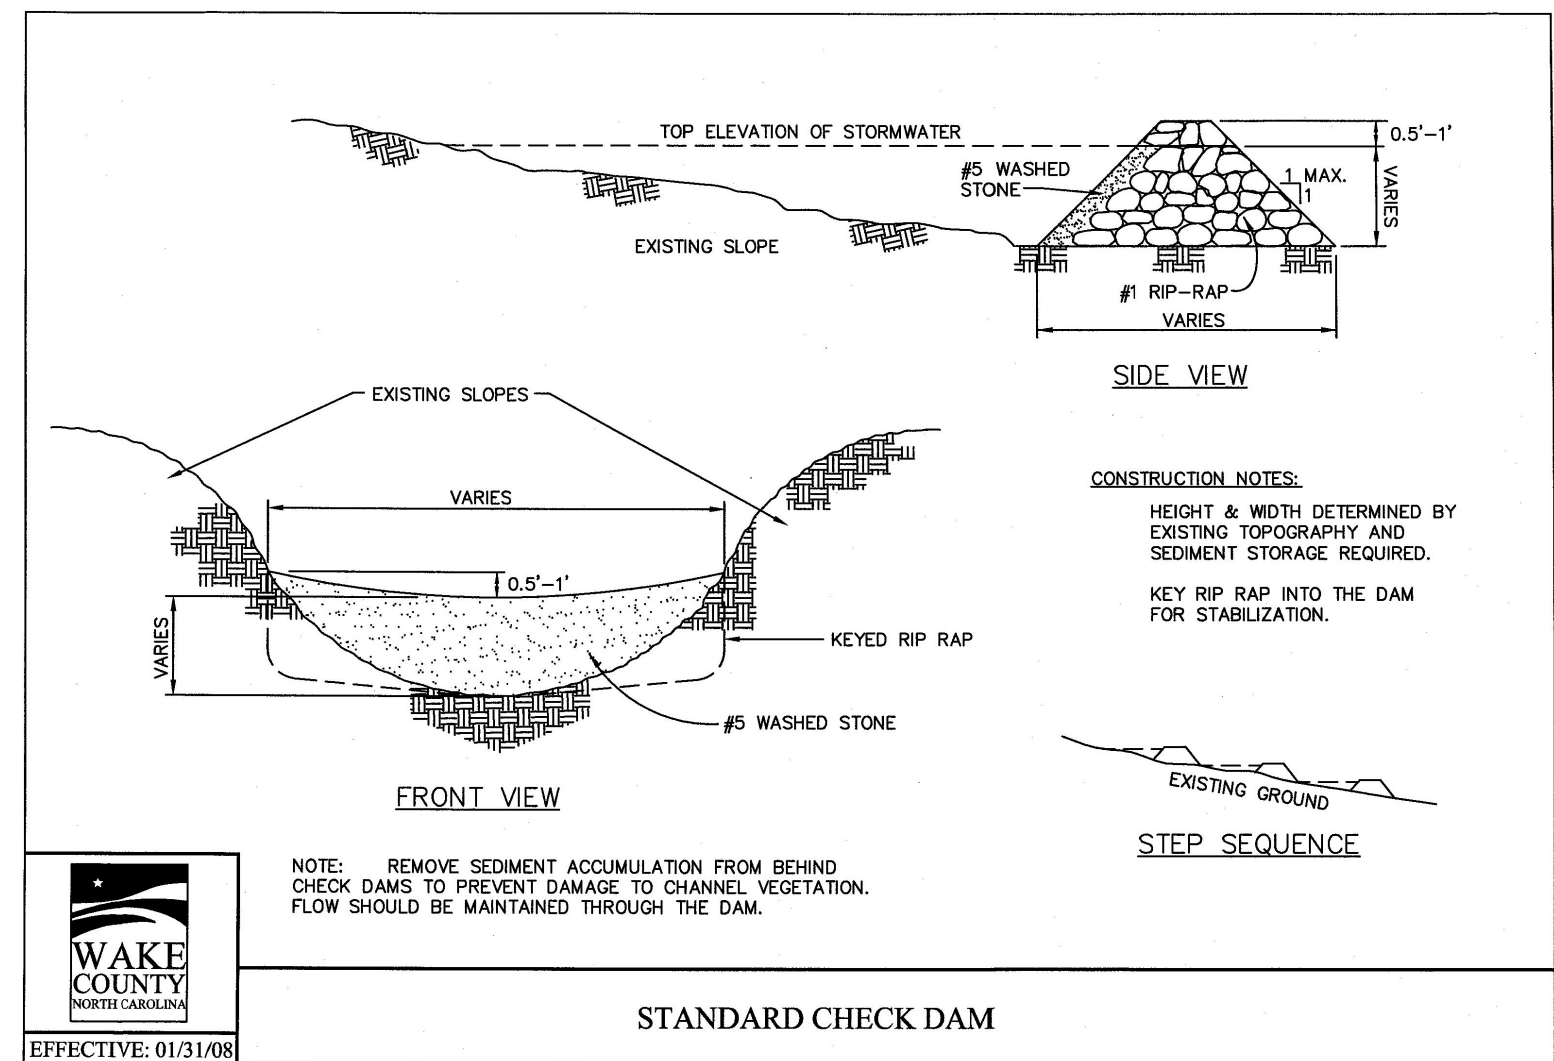 TOP ELEVATION OF STORMWATER
0.5'-1'
#5 WASHED
STONE
1 MAX.
1
VARIES
EXISTING SLOPE
#1 RIP-RAP
VARIES
SIDE VIEW
EXISTING SLOPES
VARIES
0.5'-1'
VARIES
KEYED RIP RAP
#5 WASHED STONE
FRONT VIEW
CONSTRUCTION NOTES:
HEIGHT & WIDTH DETERMINED BY
EXISTING TOPOGRAPHY AND
SEDIMENT STORAGE REQUIRED.
KEY RIP RAP INTO THE DAM
FOR STABILIZATION.
EXISTING GROUND
STEP SEQUENCE
NOTE: REMOVE SEDIMENT ACCUMULATION FROM BEHIND
CHECK DAMS TO PREVENT DAMAGE TO CHANNEL VEGETATION.
FLOW SHOULD BE MAINTAINED THROUGH THE DAM.
WAKE
COUNTY
NORTH CAROLINA
EFFECTIVE: 01/31/08
STANDARD CHECK DAM